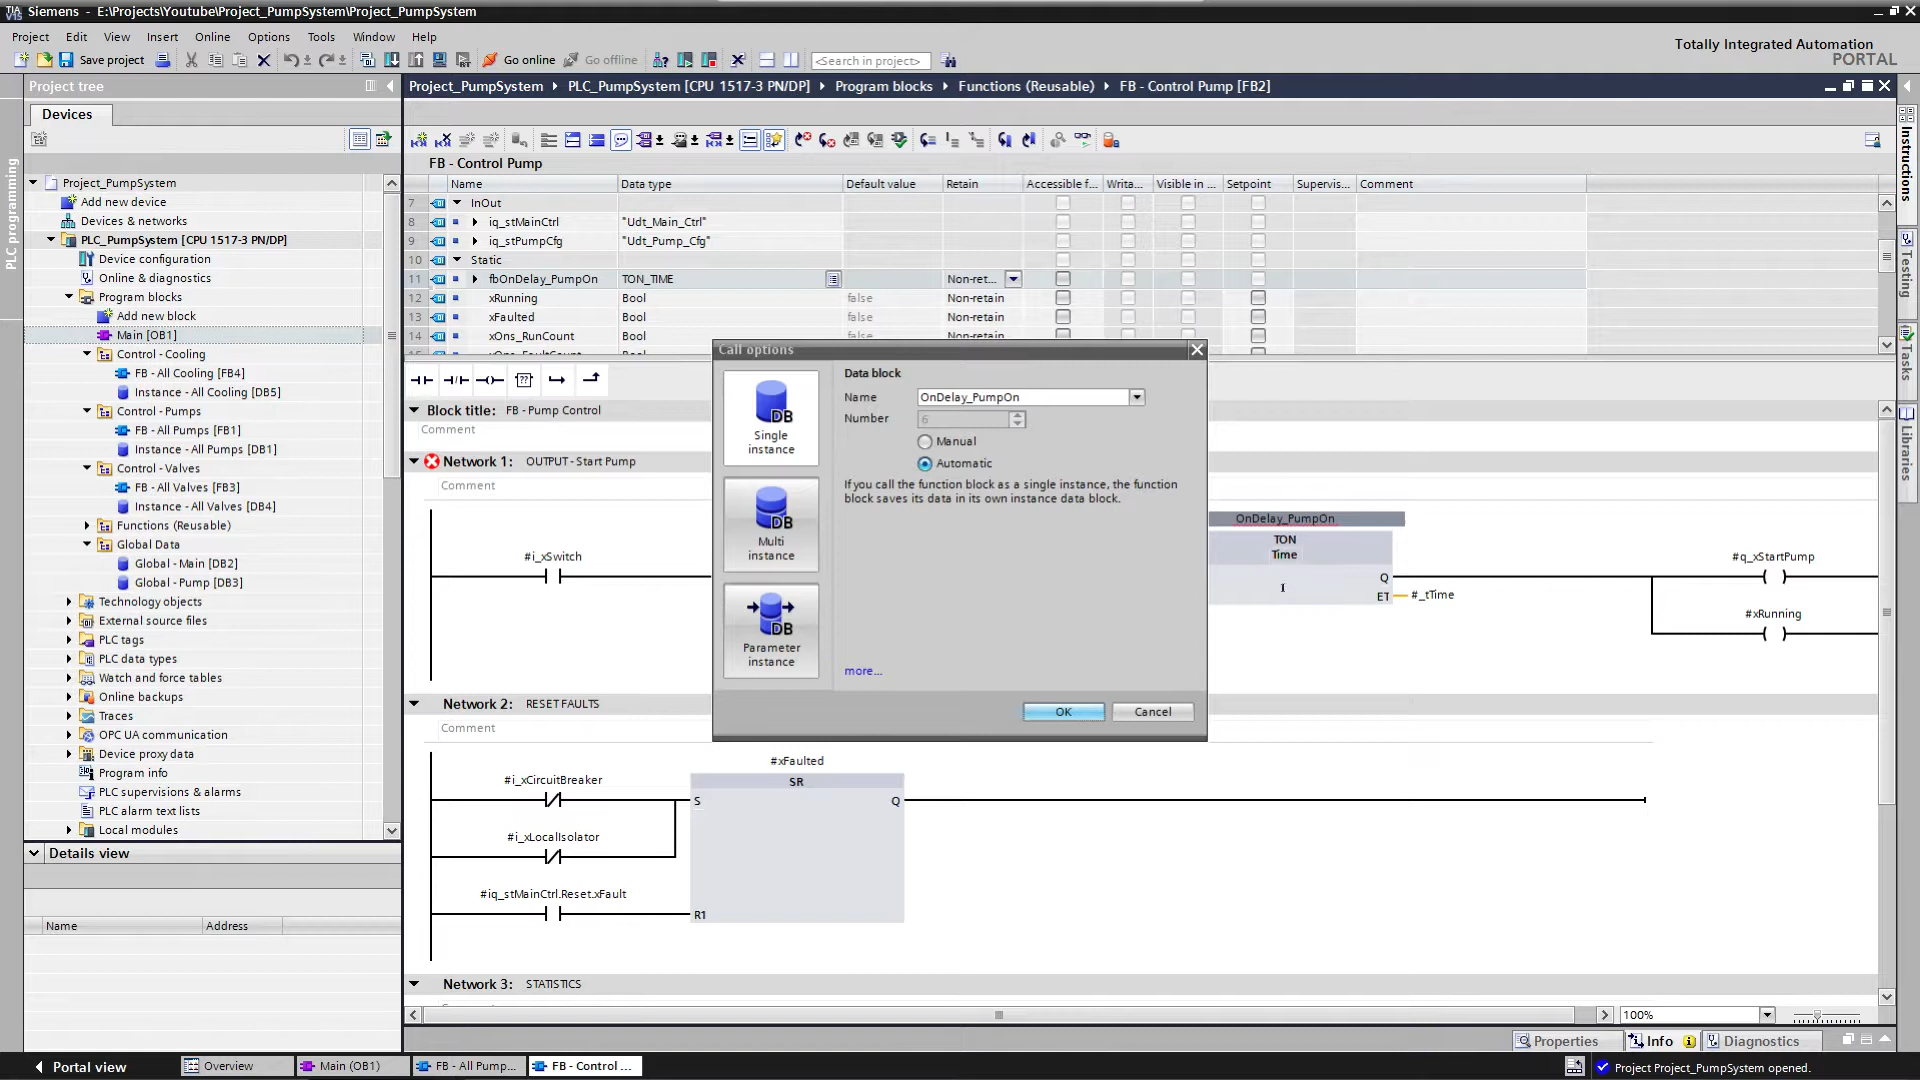 Siemens - E:\Projects\Youtube\Project_PumpSystem\Project_PumpSystem
Project Edit View Insert Online Options Tools Window Help
Totally Integrated Automation
PORTAL
Save project
Go online
Go offline
<Search in project>
Project tree
Project_PumpSystem
PLC_PumpSystem [CPU 1517-3 PN/DP]
Program blocks
Functions (Reusable)
FB - Control Pump [FB2]
Devices
PLC programming
Project_PumpSystem
Add new device
Devices & networks
PLC_PumpSystem [CPU 1517-3 PN/DP]
Device configuration
Online & diagnostics
Program blocks
Add new block
Main [OB1]
Control - Cooling
FB - All Cooling [FB4]
Instance - All Cooling [DB5]
Control - Pumps
FB - All Pumps [FB1]
Instance - All Pumps [DB1]
Control - Valves
FB - All Valves [FB3]
Instance - All Valves [DB4]
Functions (Reusable)
Global Data
Global - Main [DB2]
Global - Pump [DB3]
Technology objects
External source files
PLC tags
PLC data types
Watch and force tables
Online backups
Traces
OPC UA communication
Device proxy data
Program info
PLC supervisions & alarms
PLC alarm text lists
Local modules
Details view
Name Address
FB - Control Pump
Name Data type Default value Retain Accessible f... Writa... Visible in ... Setpoint Supervis... Comment
7 InOut
8 iq_stMainCtrl "Udt_Main_Ctrl"
9 iq_stPumpCfg "Udt_Pump_Cfg"
10 Static
11 fbOnDelay_PumpOn TON_TIME Non-ret...
12 xRunning Bool false Non-retain
13 xFaulted Bool false Non-retain
14 xOns_RunCount Bool false Non-retain
Block title: FB - Pump Control
Comment
Network 1: OUTPUT - Start Pump
Comment
#i_xSwitch
OnDelay_PumpOn
TON
Time
Q
ET
#_tTime
#q_xStartPump
#xRunning
Network 2: RESET FAULTS
Comment
#i_xCircuitBreaker
#i_xLocalIsolator
#iq_stMainCtrl.Reset.xFault
#xFaulted
SR
S
Q
R1
Network 3: STATISTICS
Call options
Single
instance
DB
Multi
instance
DB
Parameter
instance
DB
Data block
Name OnDelay_PumpOn
Number 6
Manual
Automatic
If you call the function block as a single instance, the function
block saves its data in its own instance data block.
more...
OK Cancel
100%
Properties
Info
Diagnostics
Instructions
Testing
Tasks
Libraries
Portal view
Overview
Main (OB1)
FB - All Pump...
FB - Control ...
Project Project_PumpSystem opened.